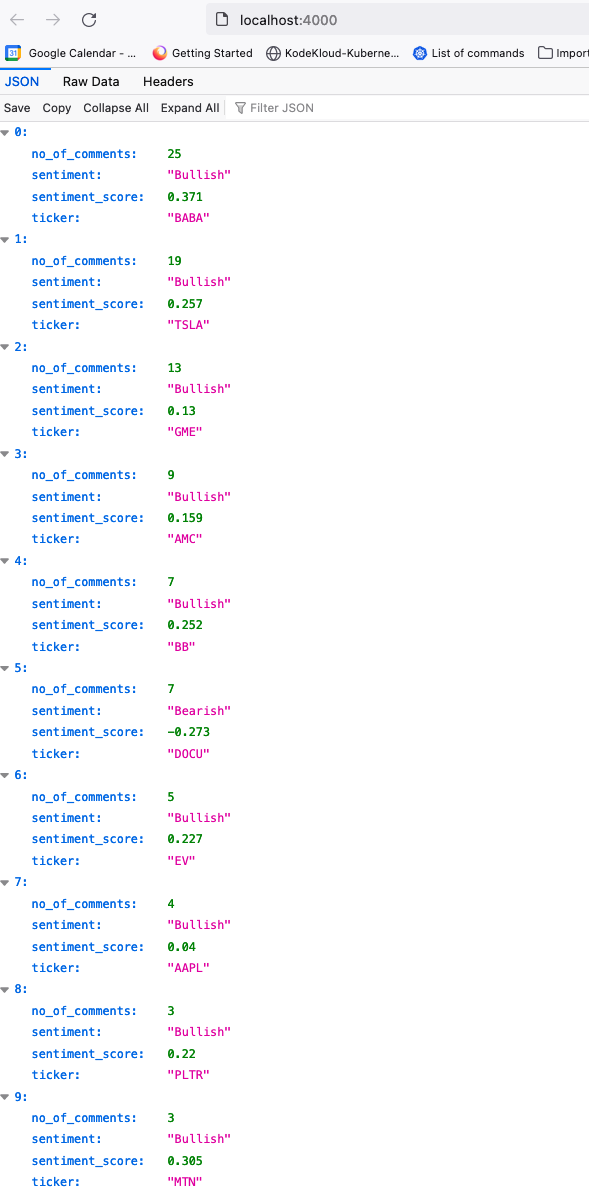 localhost:4000
Google Calendar - ... Getting Started KodeKloud-Kuberne... List of commands Import
JSON Raw Data Headers
Save Copy Collapse All Expand All Filter JSON
0:
no_of_comments: 25
sentiment: "Bullish"
sentiment_score: 0.371
ticker: "BABA"
1:
no_of_comments: 19
sentiment: "Bullish"
sentiment_score: 0.257
ticker: "TSLA"
2:
no_of_comments: 13
sentiment: "Bullish"
sentiment_score: 0.13
ticker: "GME"
3:
no_of_comments: 9
sentiment: "Bullish"
sentiment_score: 0.159
ticker: "AMC"
4:
no_of_comments: 7
sentiment: "Bullish"
sentiment_score: 0.252
ticker: "BB"
5:
no_of_comments: 7
sentiment: "Bearish"
sentiment_score: -0.273
ticker: "DOCU"
6:
no_of_comments: 5
sentiment: "Bullish"
sentiment_score: 0.227
ticker: "EV"
7:
no_of_comments: 4
sentiment: "Bullish"
sentiment_score: 0.04
ticker: "AAPL"
8:
no_of_comments: 3
sentiment: "Bullish"
sentiment_score: 0.22
ticker: "PLTR"
9:
no_of_comments: 3
sentiment: "Bullish"
sentiment_score: 0.305
ticker: "MTN"